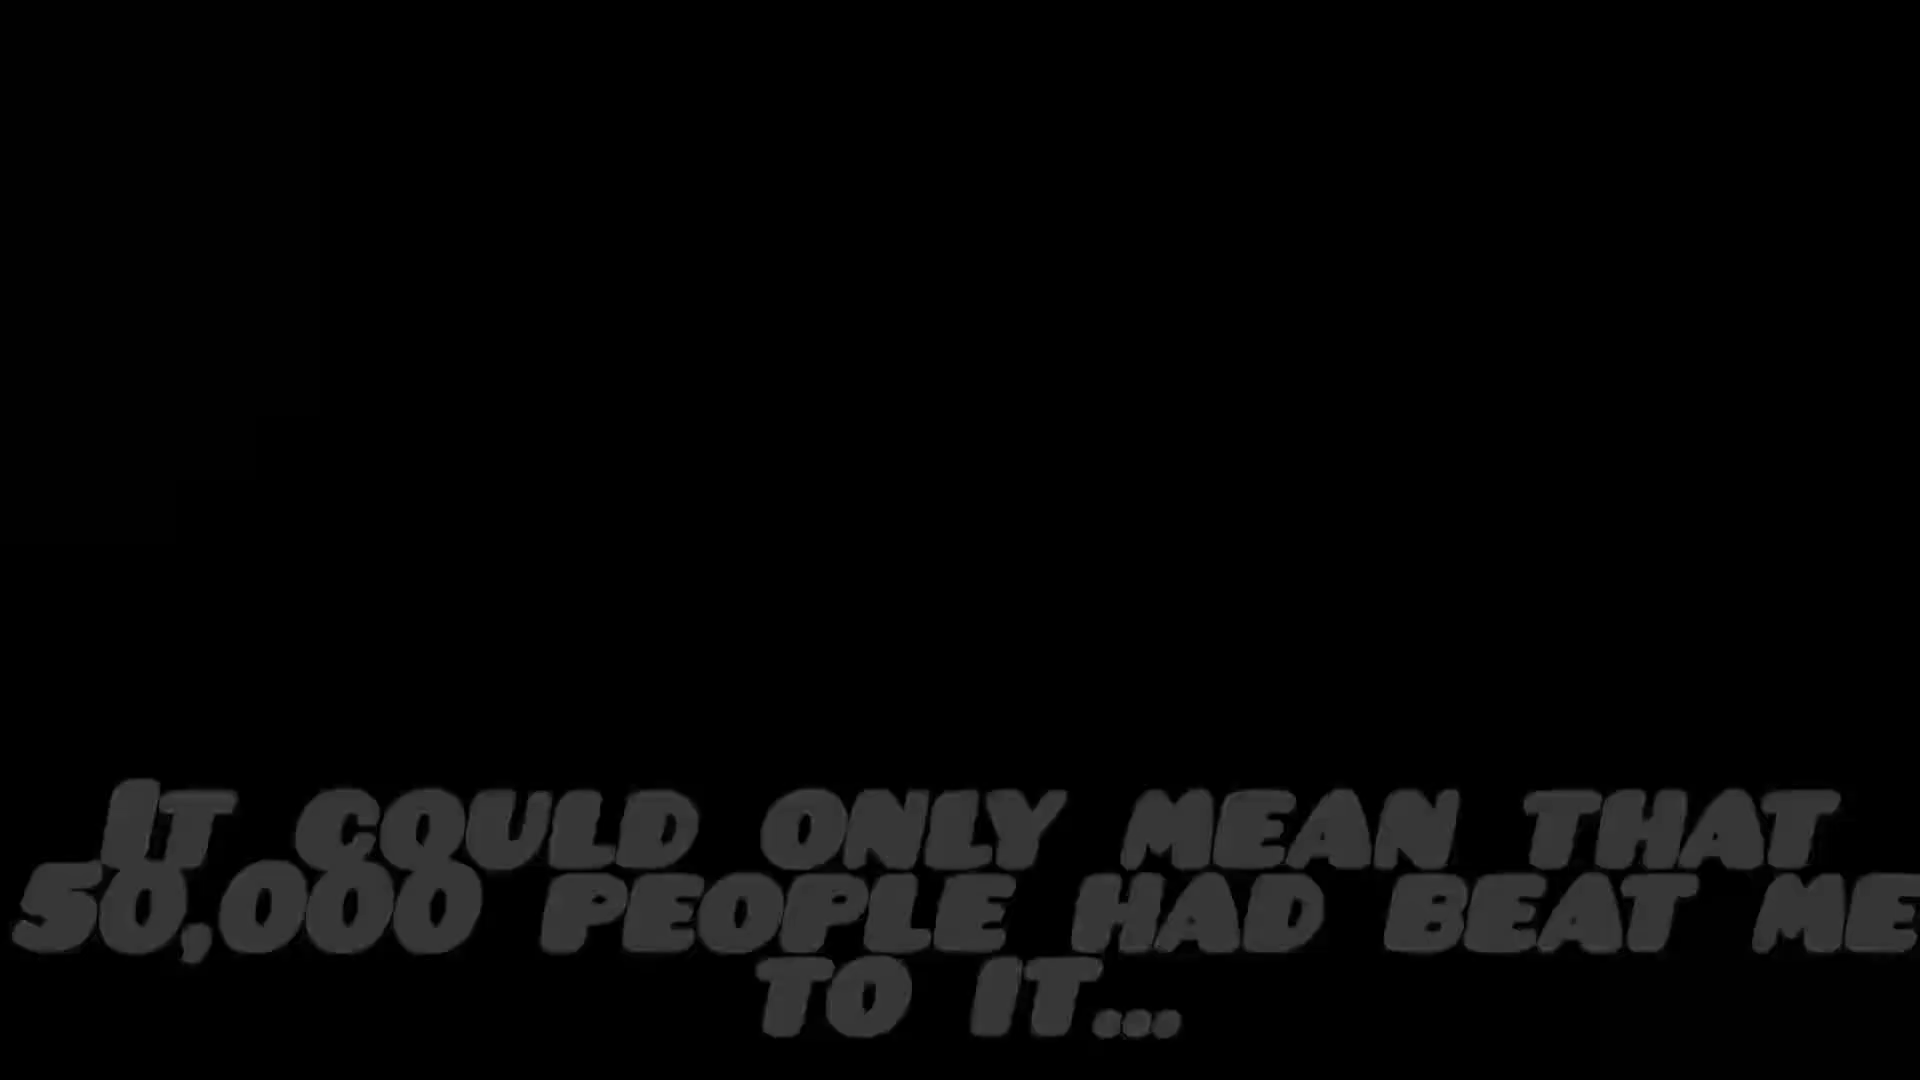 It could only mean that
50,000 people had beat me
to it...